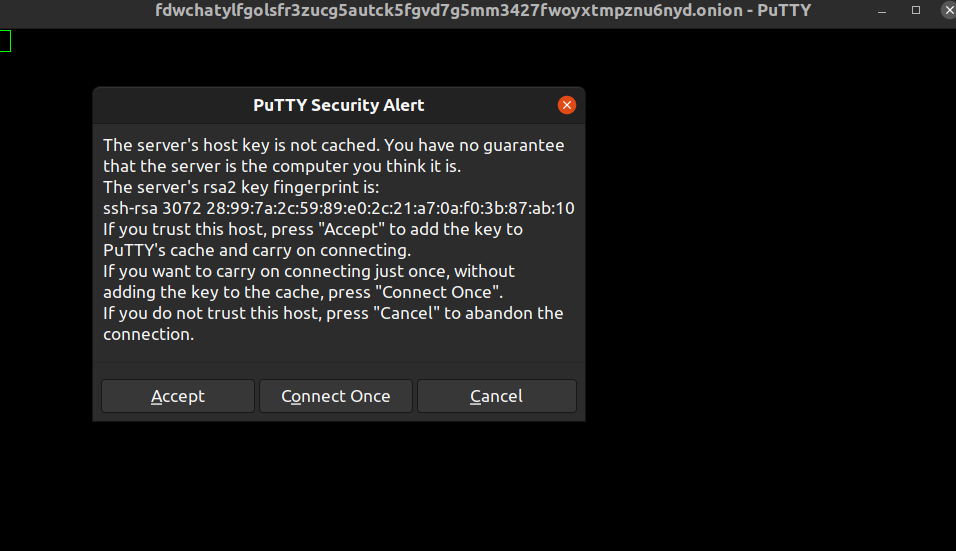 fdwchatylfgolsfr3zucg5autck5fgvd7g5mm3427fwoyxtmpznu6nyd.onion - PuTTY
PuTTY Security Alert
The server's host key is not cached. You have no guarantee
that the server is the computer you think it is.
The server's rsa2 key fingerprint is:
ssh-rsa 3072 28:99:7a:2c:59:89:e0:2c:21:a7:0a:f0:3b:87:ab:10
If you trust this host, press "Accept" to add the key to
PuTTY's cache and carry on connecting.
If you want to carry on connecting just once, without
adding the key to the cache, press "Connect Once".
If you do not trust this host, press "Cancel" to abandon the
connection.
Accept
Connect Once
Cancel